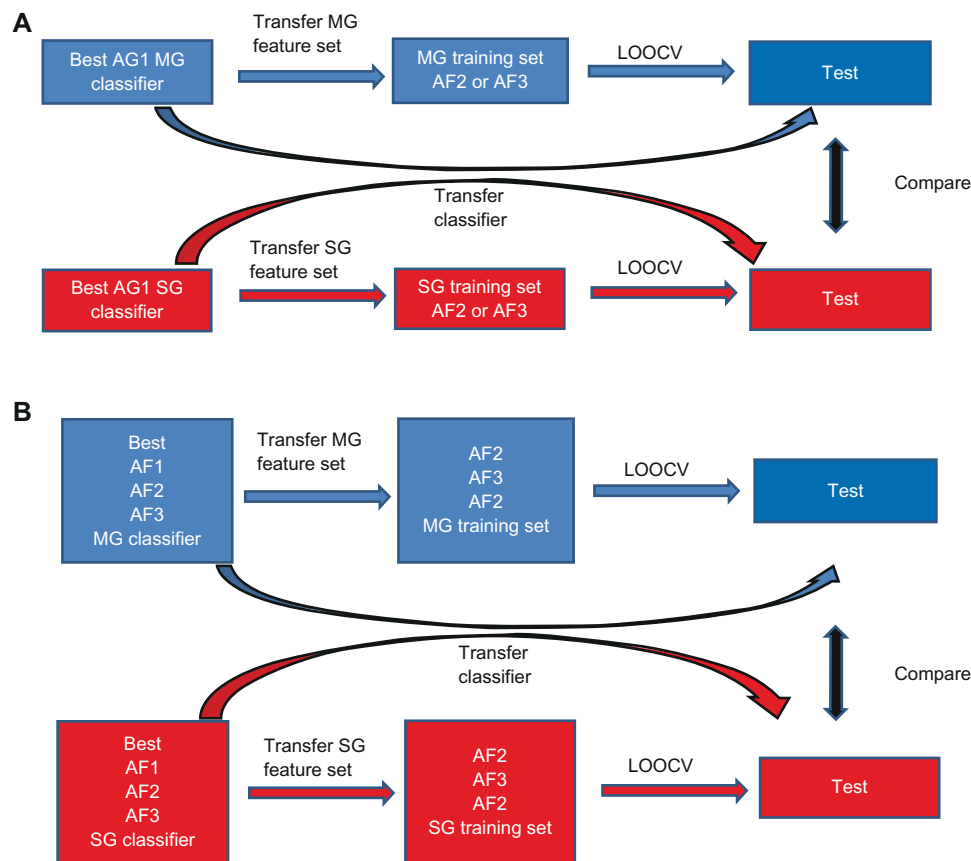 A
Transfer MG
feature set
LOOCV
Best AG1 MG
classifier
MG training set
AF2 or AF3
Test
Compare
Transfer
classifier
Transfer SG
feature set
LOOCV
Best AG1 SG
classifier
SG training set
AF2 or AF3
Test
B
Best
AF1
AF2
AF3
MG classifier
Transfer MG
feature set
AF2
AF3
AF2
MG training set
LOOCV
Test
Transfer
classifier
Compare
Best
AF1
AF2
AF3
SG classifier
Transfer SG
feature set
AF2
AF3
AF2
SG training set
LOOCV
Test